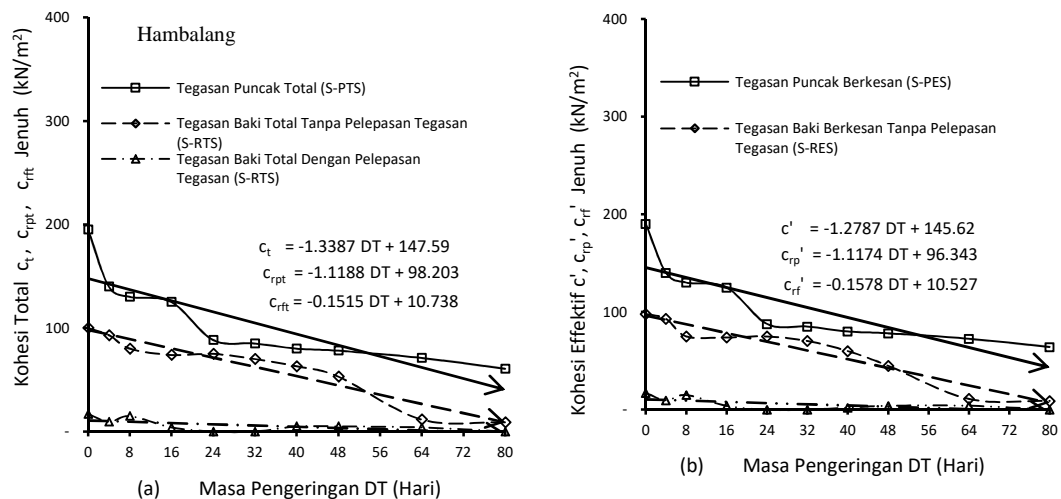 Hambalang
Kohesi Total c_t , c_rpt , c_rft Jenuh (kN/m²)
400
300
200
100
-
Tegasan Puncak Total (S-PTS)
Tegasan Baki Total Tanpa Pelepasan Tegasan
(S-RTS)
Tegasan Baki Total Dengan Pelepasan
Tegasan (S-RTS)
c_t = -1.3387 DT + 147.59
c_rpt = -1.1188 DT + 98.203
c_rft = -0.1515 DT + 10.738
0 8 16 24 32 40 48 56 64 72 80
(a) Masa Pengeringan DT (Hari)
Kohesi Effektif c', c_rp', c_rf' Jenuh (kN/m²)
400
300
200
100
-
Tegasan Puncak Berkesan (S-PES)
Tegasan Baki Berkesan Tanpa Pelepasan
Tegasan (S-RES)
c' = -1.2787 DT + 145.62
c_rp' = -1.1174 DT + 96.343
c_rf' = -0.1578 DT + 10.527
0 8 16 24 32 40 48 56 64 72 80
(b) Masa Pengeringan DT (Hari)